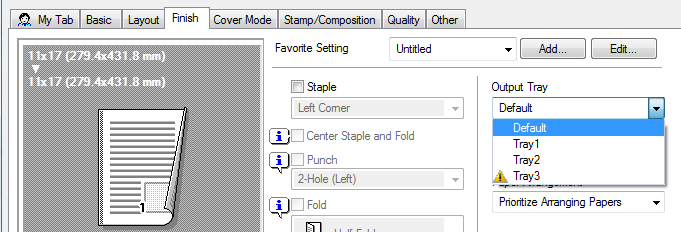 My Tab Basic Layout Finish Cover Mode Stamp/Composition Quality Other
11x17 (279.4x431.8 mm)
11x17 (279.4x431.8 mm)
1
Favorite Setting Untitled Add... Edit...
Staple
Left Corner
Center Staple and Fold
Punch
2-Hole (Left)
Fold
Output Tray
Default
Default
Tray1
Tray2
Tray3
Prioritize Arranging Papers